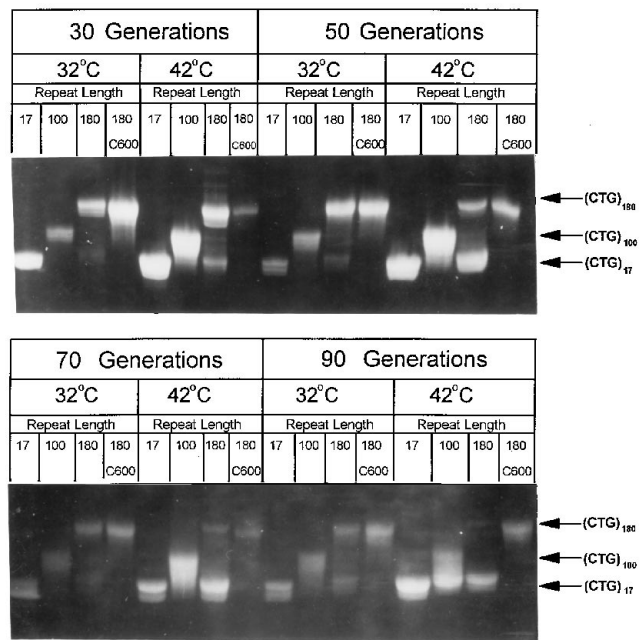 30 Generations 50 Generations
32°C 42°C 32°C 42°C
Repeat Length Repeat Length Repeat Length Repeat Length
17 100 180 180 17 100 180 180 17 100 180 180 17 100 180 180
C600 C600 C600 C600
(CTG)180
(CTG)100
(CTG)17
70 Generations 90 Generations
32°C 42°C 32°C 42°C
Repeat Length Repeat Length Repeat Length Repeat Length
17 100 180 180 17 100 180 180 17 100 180 180 17 100 180 180
C600 C600 C600 C600
(CTG)180
(CTG)100
(CTG)17